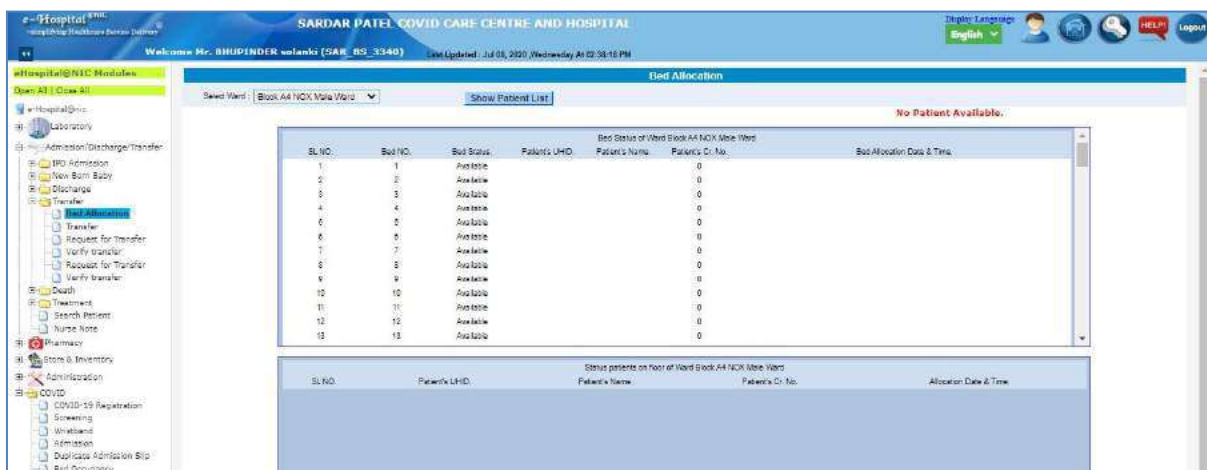 e-Hospital @NIC
SARDAR PATEL COVID CARE CENTRE AND HOSPITAL
Display Language
English
HELP!
Logout
Welcome Mr. BHUPINDER solanki (SAR_BS_3340)
Last Updated : Jul 08, 2020 ,Wednesday At 02:38:16 PM
eHospital@NIC Modules
Open All | Close All
e-Hospital@nic
Laboratory
Admission/Discharge/Transfer
IPD Admission
New Born Baby
Discharge
Transfer
Bed Allocation
Transfer
Request for Transfer
Verify transfer
Request for Transfer
Verify transfer
Death
Treatment
Search Patient
Nurse Note
Pharmacy
Store & Inventory
Administration
COVID
COVID-19 Registration
Screening
Wristband
Admission
Duplicate Admission Slip
Bed Occupancy
Bed Allocation
Select Ward : Block A4 NOX Male Ward Show Patient List
No Patient Available.
Bed Status of Ward Block A4 NOX Male Ward
SL NO. Bed NO. Bed Status. Patient's UHID. Patient's Name. Patient's Cr. No. Bed Allocation Date & Time.
1 1 Available 0
2 2 Available 0
3 3 Available 0
4 4 Available 0
5 5 Available 0
6 6 Available 0
7 7 Available 0
8 8 Available 0
9 9 Available 0
10 10 Available 0
11 11 Available 0
12 12 Available 0
13 13 Available 0
Status patients on floor of Ward Block A4 NOX Male Ward
SL NO. Patient's UHID. Patient's Name Patient's Cr. No. Allocation Date & Time